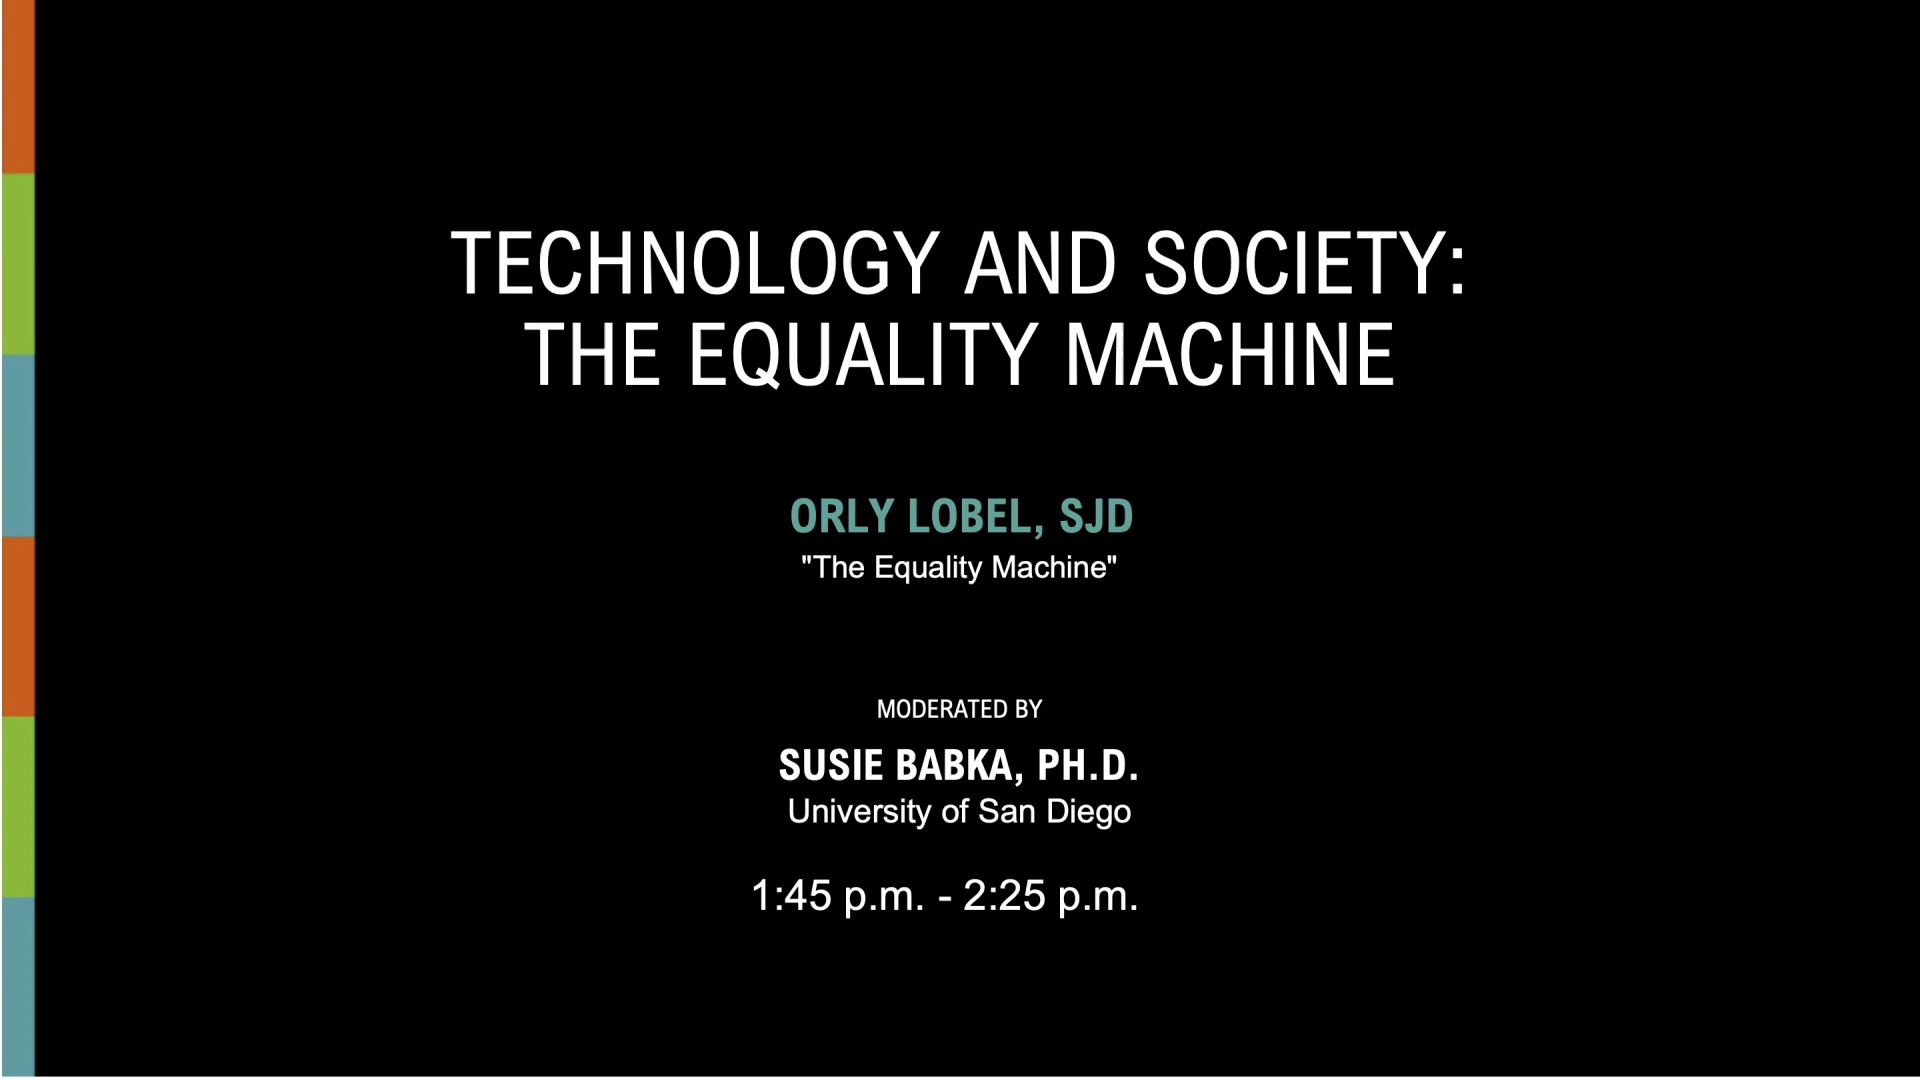 TECHNOLOGY AND SOCIETY:
THE EQUALITY MACHINE
ORLY LOBEL, SJD
"The Equality Machine"
MODERATED BY
SUSIE BABKA, PH.D.
University of San Diego
1:45 p.m. - 2:25 p.m.